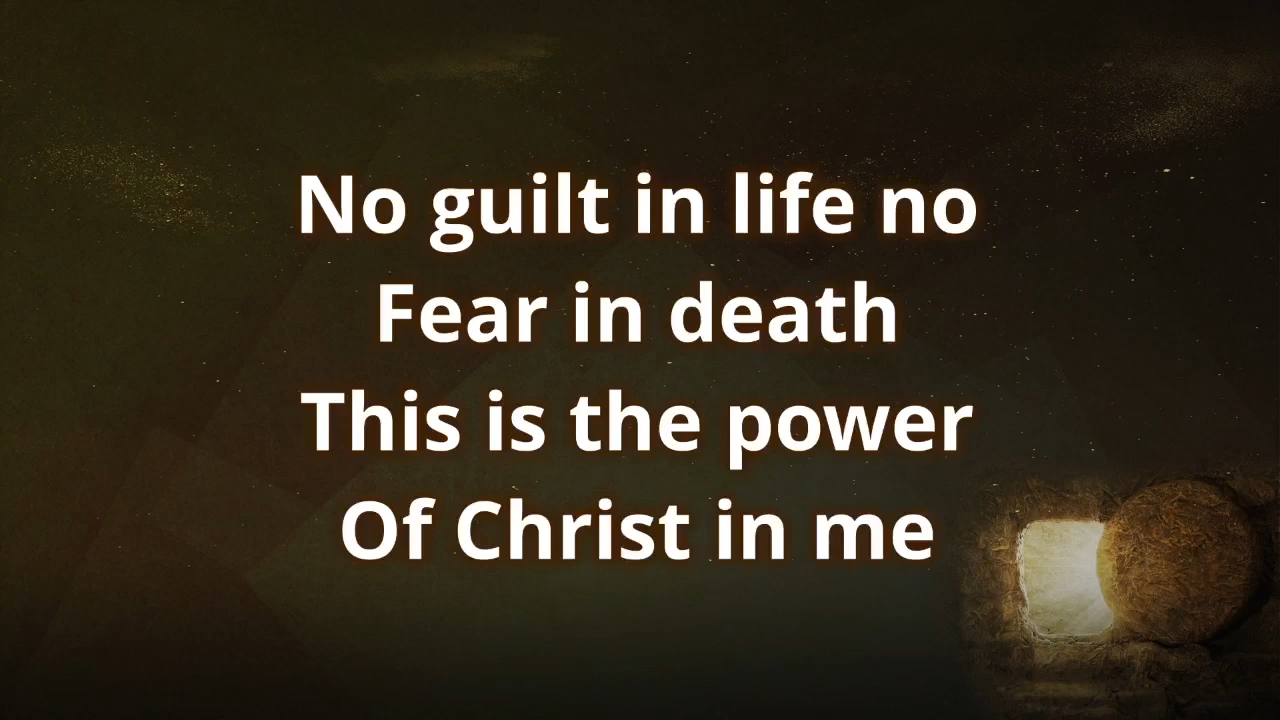 No guilt in life no
Fear in death
This is the power
Of Christ in me